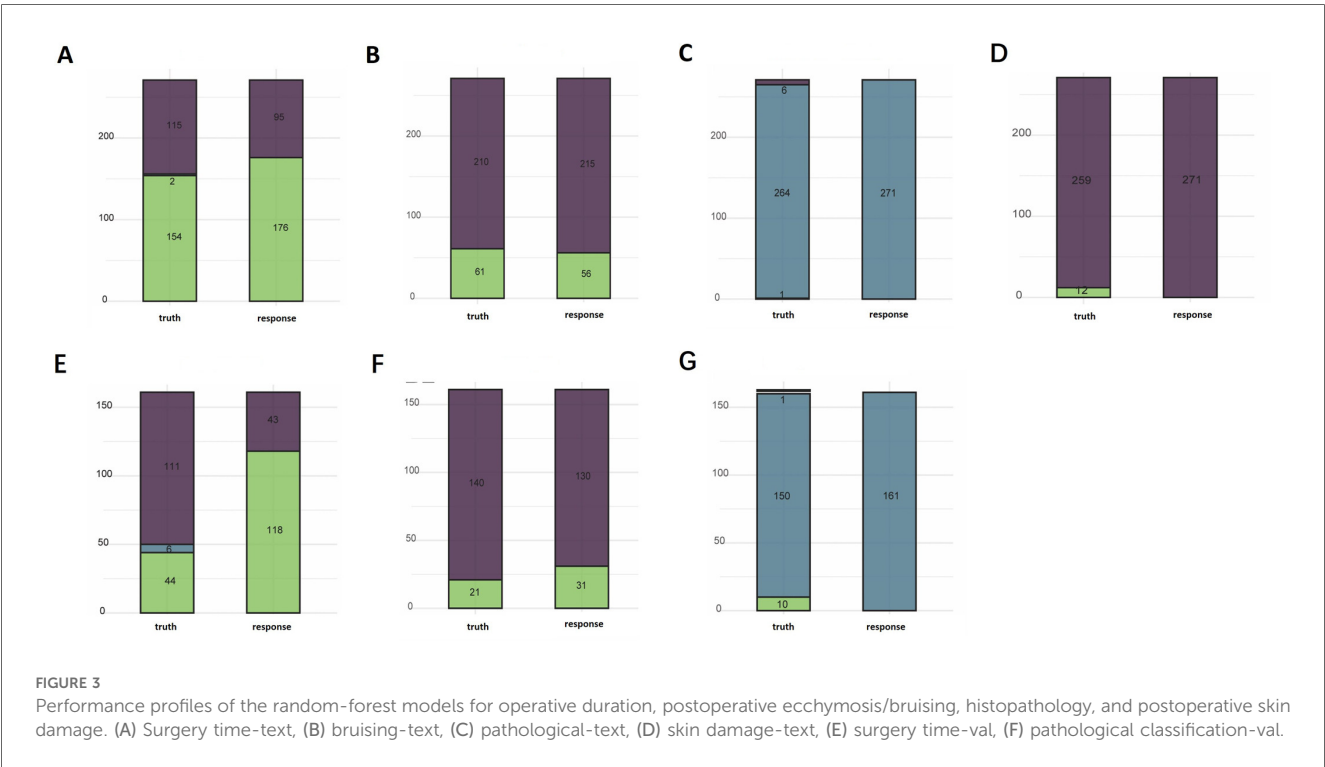 A
B
C
D
200
100
0
115
2
154
95
176
truth
response
200
100
0
210
61
215
56
truth
response
200
100
0
6
264
1
271
truth
response
200
100
0
259
12
271
truth
response
E
F
G
150
100
50
0
111
6
44
43
118
truth
response
150
100
50
0
140
21
130
31
truth
response
150
100
50
0
1
150
10
161
truth
response
FIGURE 3
Performance profiles of the random-forest models for operative duration, postoperative ecchymosis/bruising, histopathology, and postoperative skin
damage. (A) Surgery time-text, (B) bruising-text, (C) pathological-text, (D) skin damage-text, (E) surgery time-val, (F) pathological classification-val.